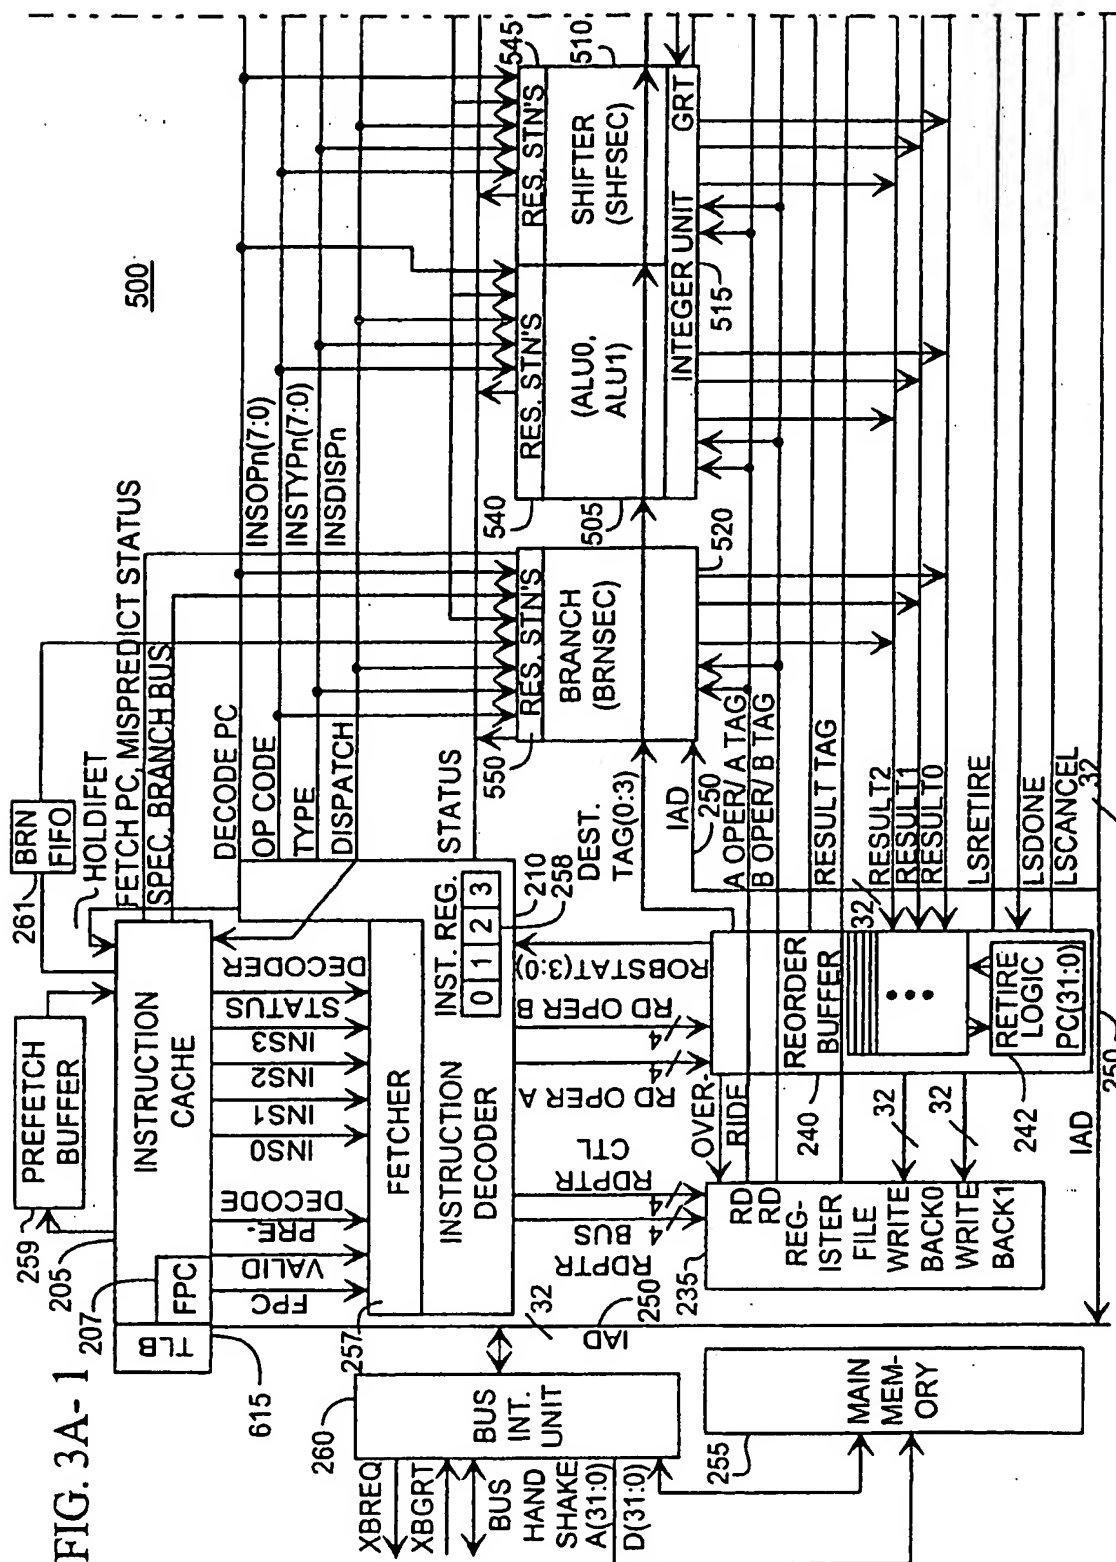 FIG. 3A-1
500
BRN
FIFO
261
HOLDIFET
FETCH PC, MISPREDICT STATUS
SPEC. BRANCH BUS
DECODE PC
OP CODE
TYPE
DISPATCH
STATUS
INSOPn(7:0)
INSTYPn(7:0)
INSDISPn
PREFETCH
BUFFER
259
205
207
INSTRUCTION
CACHE
FPC
TLB
615
FPC
VALID
PRE-
DECODE
INS0
INS1
INS2
INS3
STATUS
DECODER
257
FETCHER
INSTRUCTION
DECODER
INST. REG.
0 1 2 3
210
258
550
RES. STN'S
BRANCH
(BRNSEC)
520
540
RES. STN'S
(ALU0,
ALU1)
505
RES. STN'S
545
SHIFTER
(SHFSEC)
510
INTEGER UNIT
GRT
515
DEST.
TAG(0:3)
IAD
250
A OPER/ A TAG
B OPER/ B TAG
RESULT TAG
32
RESULT2
RESULT1
RESULT0
LSRETIRE
LSDONE
LSCANCEL
32
260
BUS
INT.
UNIT
XBREQ
XBGRT
BUS
HAND
SHAKE
A(31:0)
D(31:0)
32
IAD
250
RDPTR
BUS
4
RDPTR
CTL
4
RD OPER A
4
RD OPER B
4
ROBSTAT(3:0)
OVER-
RIDE
235
RD
RD
REG-
ISTER
FILE
WRITE
BACK0
WRITE
BACK1
240
REORDER
BUFFER
32
32
RETIRE
LOGIC
PC(31:0)
242
IAD
250
255
MAIN
MEM-
ORY